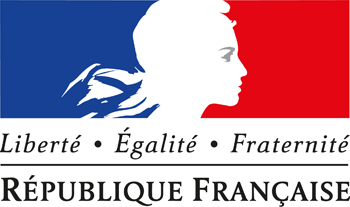 Liberté • Égalité • Fraternité
RÉPUBLIQUE FRANÇAISE